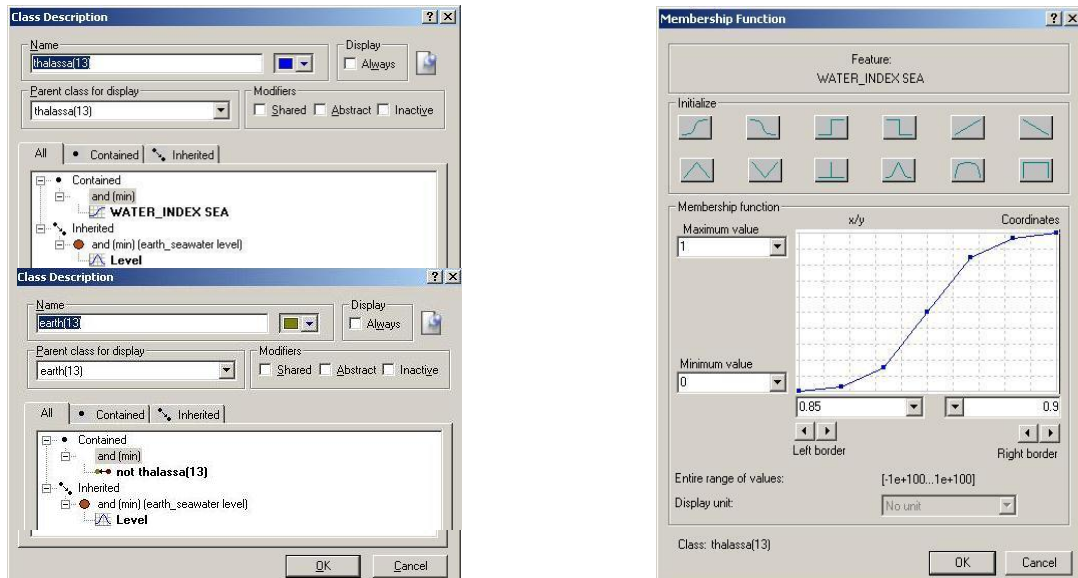 Class Description
Name
Display
thalassa(13)
Always
Parent class for display
Modifiers
thalassa(13)
Shared Abstract Inactive
All Contained Inherited
Contained
and (min)
WATER_INDEX SEA
Inherited
and (min) (earth_seawater level)
Level
Class Description
Name
Display
earth(13)
Always
Parent class for display
Modifiers
earth(13)
Shared Abstract Inactive
All Contained Inherited
Contained
and (min)
not thalassa(13)
Inherited
and (min) (earth_seawater level)
Level
OK Cancel
Membership Function
Feature:
WATER_INDEX SEA
Initialize
Membership function
Maximum value
x/y
Coordinates
1
Minimum value
0
0.85
0.9
Left border
Right border
Entire range of values: [-1e+100...1e+100]
Display unit: No unit
Class: thalassa(13)
OK Cancel